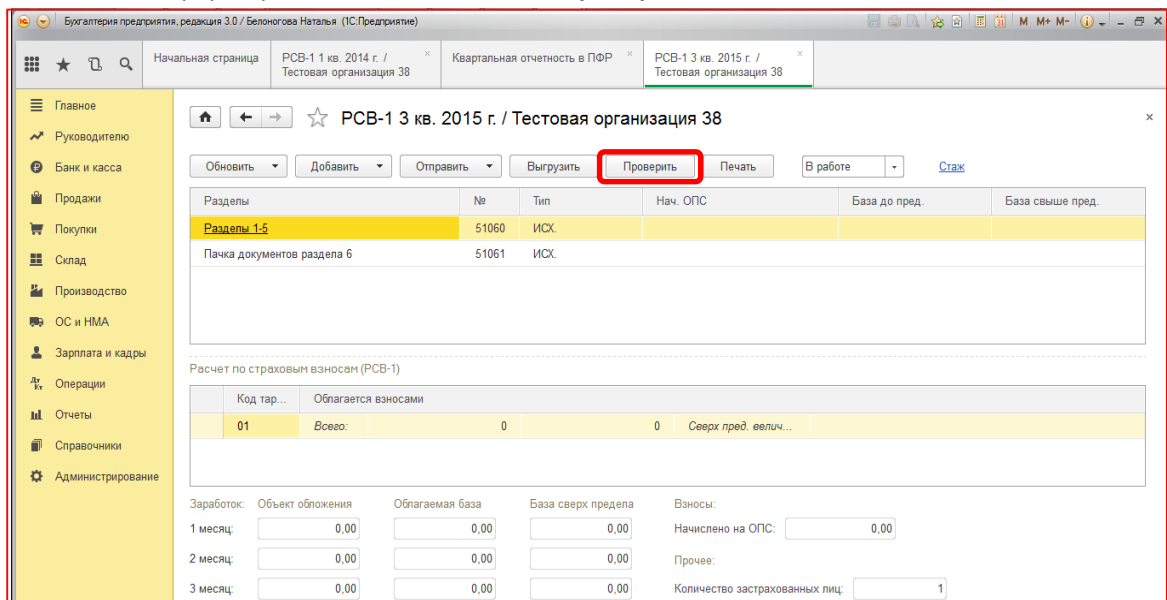 Бухгалтерия предприятия, редакция 3.0 / Белоногова Наталья (1С:Предприятие)
M M+ M-
Начальная страница
РСВ-1 1 кв. 2014 г. /
Тестовая организация 38
Квартальная отчетность в ПФР
РСВ-1 3 кв. 2015 г. /
Тестовая организация 38
Главное
Руководителю
Банк и касса
Продажи
Покупки
Склад
Производство
ОС и НМА
Зарплата и кадры
Дт Кт Операции
Отчеты
Справочники
Администрирование
РСВ-1 3 кв. 2015 г. / Тестовая организация 38
Обновить Добавить Отправить Выгрузить Проверить Печать В работе Стаж
Разделы № Тип Нач. ОПС База до пред. База свыше пред.
Разделы 1-5 51060 ИСХ.
Пачка документов раздела 6 51061 ИСХ.
Расчет по страховым взносам (РСВ-1)
Код тар... Облагается взносами
01 Всего: 0 0 Сверх пред. велич...
Заработок: Объект обложения Облагаемая база База сверх предела Взносы:
1 месяц: 0,00 0,00 0,00 Начислено на ОПС: 0,00
2 месяц: 0,00 0,00 0,00 Прочее:
3 месяц: 0,00 0,00 0,00 Количество застрахованных лиц: 1